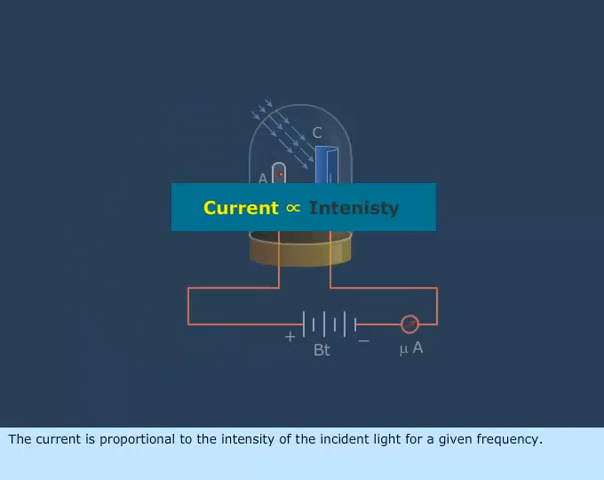 C
A
Current ∝ Intenisty
+
−
Bt
μ A
The current is proportional to the intensity of the incident light for a given frequency.